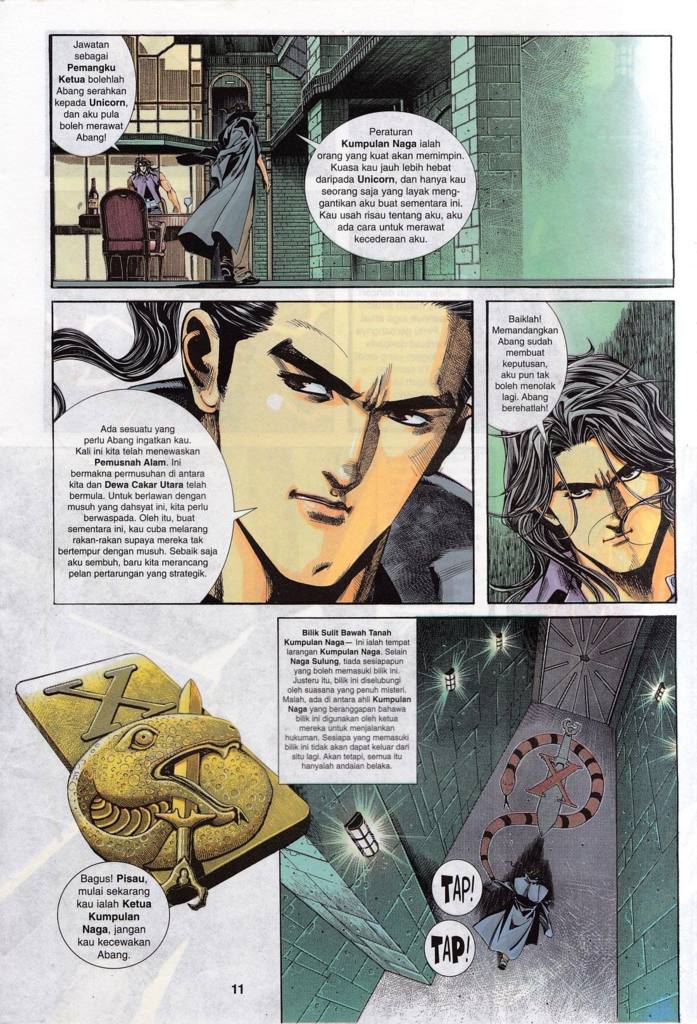 Jawatan
sebagai
Pemangku
Ketua bolehlah
Abang serahkan
kepada Unicorn,
dan aku pula
boleh merawat
Abang!
Peraturan
Kumpulan Naga ialah
orang yang kuat akan memimpin.
Kuasa kau jauh lebih hebat
daripada Unicorn, dan hanya kau
seorang saja yang layak meng-
gantikan aku buat sementara ini.
Kau usah risau tentang aku, aku
ada cara untuk merawat
kecederaan aku.
Ada sesuatu yang
perlu Abang ingatkan kau.
Kali ini kita telah menewaskan
Pemusnah Alam. Ini
bermakna permusuhan di antara
kita dan Dewa Cakar Utara telah
bermula. Untuk berlawan dengan
musuh yang dahsyat ini, kita perlu
berwaspada. Oleh itu, buat
sementara ini, kau cuba melarang
rakan-rakan supaya mereka tak
bertempur dengan musuh. Sebaik saja
aku sembuh, baru kita merancang
pelan pertarungan yang strategik.
Baiklah!
Memandangkan
Abang sudah
membuat
keputusan,
aku pun tak
boleh menolak
lagi. Abang
berehatlah!
Bilik Sulit Bawah Tanah
Kumpulan Naga— Ini ialah tempat
larangan Kumpulan Naga. Selain
Naga Sulung, tiada sesiapapun
yang boleh memasuki bilik ini.
Justeru itu, bilik ini diselubungi
oleh suasana yang penuh misteri.
Malah, ada di antara ahli Kumpulan
Naga yang beranggapan bahawa
bilik ini digunakan oleh ketua
mereka untuk menjalankan
hukuman. Sesiapa yang memasuki
bilik ini tidak akan dapat keluar dari
situ lagi. Akan tetapi, semua itu
hanyalah andaian belaka.
X
X
Bagus! Pisau,
mulai sekarang
kau ialah Ketua
Kumpulan
Naga, jangan
kau kecewakan
Abang.
TAP!
TAP!
11